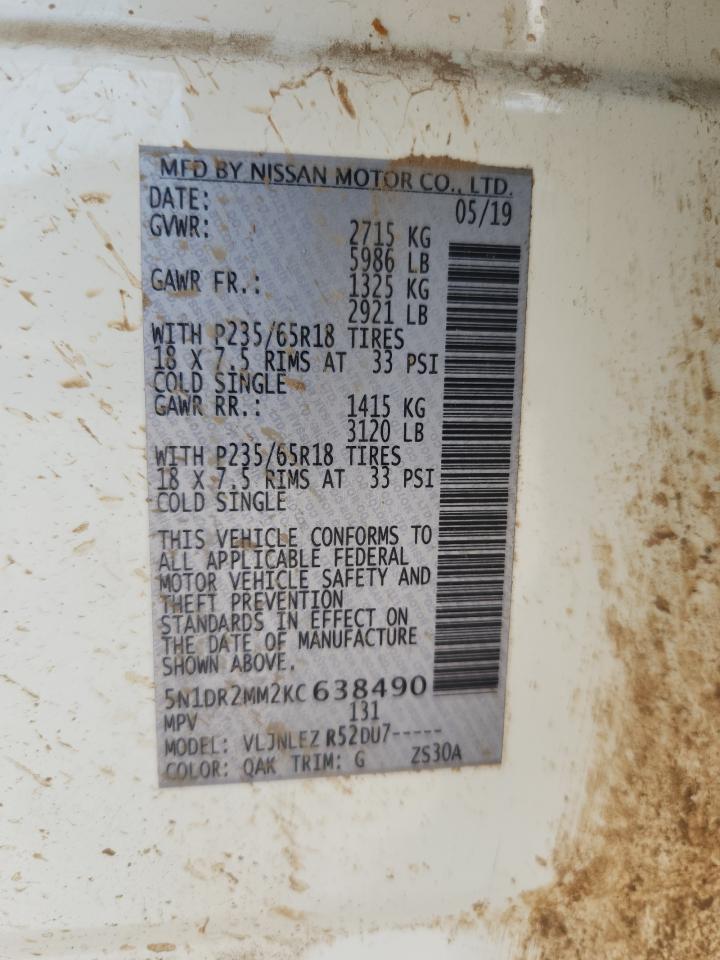 MFD BY NISSAN MOTOR CO., LTD.
DATE: 05/19
GVWR: 2715 KG
5986 LB
GAWR FR.: 1325 KG
2921 LB
WITH P235/65R18 TIRES
18 X 7.5 RIMS AT 33 PSI
COLD SINGLE
GAWR RR.: 1415 KG
3120 LB
WITH P235/65R18 TIRES
18 X 7.5 RIMS AT 33 PSI
COLD SINGLE
THIS VEHICLE CONFORMS TO
ALL APPLICABLE FEDERAL
MOTOR VEHICLE SAFETY AND
THEFT PREVENTION
STANDARDS IN EFFECT ON
THE DATE OF MANUFACTURE
SHOWN ABOVE.
5N1DR2MM2KC638490
MPV 131
MODEL: VLJNLEZ R52DU7-----
COLOR: QAK TRIM: G ZS30A